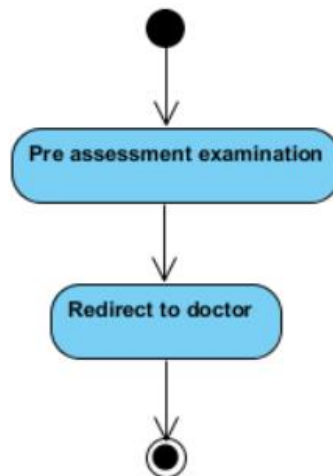 Pre assessment examination
Redirect to doctor